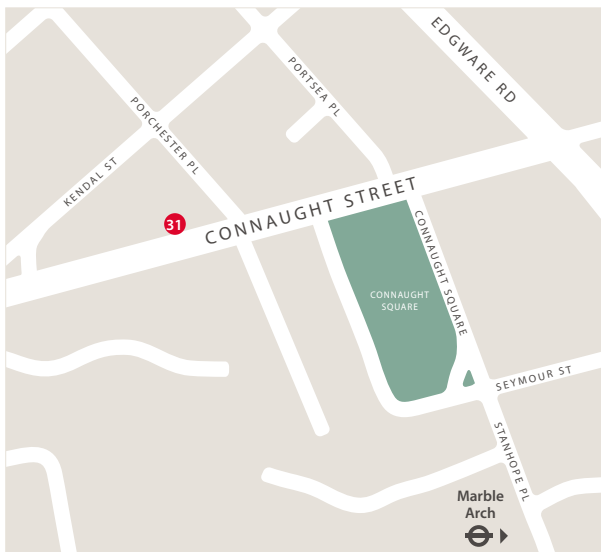 EDGWARE RD
PORTSEA PL
PORCHESTER PL
KENDAL ST
31
CONNAUGHT STREET
CONNAUGHT SQUARE
CONNAUGHT
SQUARE
SEYMOUR ST
STANHOPE PL
Marble
Arch